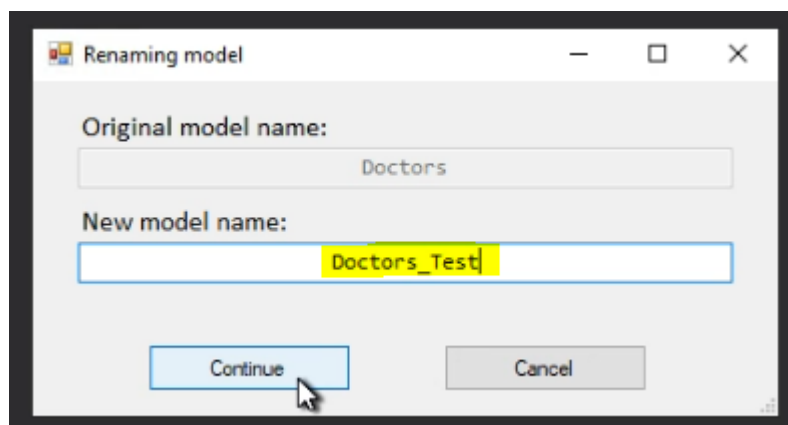 Renaming model
Original model name:
Doctors
New model name:
Doctors_Test
Continue
Cancel